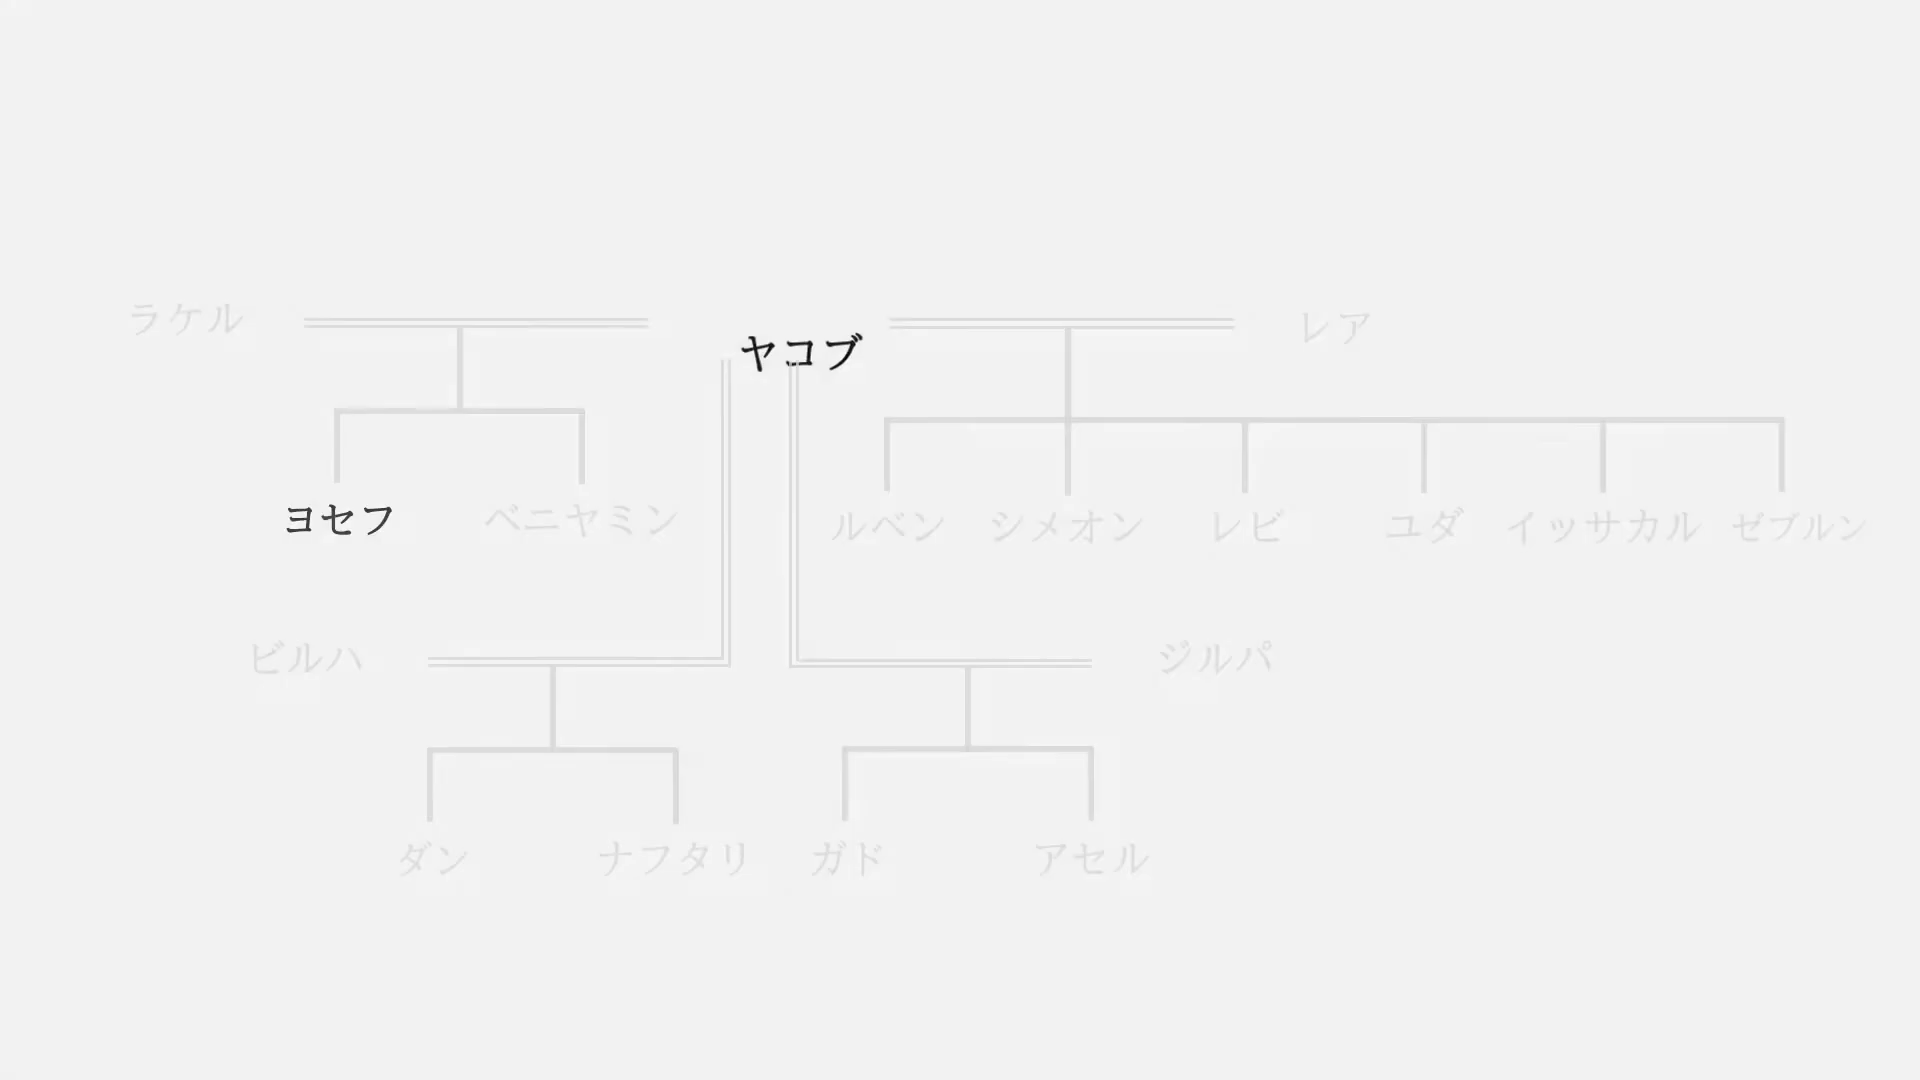 ラケル
レア
ヤコブ
ヨセフ
ベニヤミン
ルベン
シメオン
レビ
ユダ
イッサカル
ゼブルン
ビルハ
ジルパ
ダン
ナフタリ
ガド
アセル